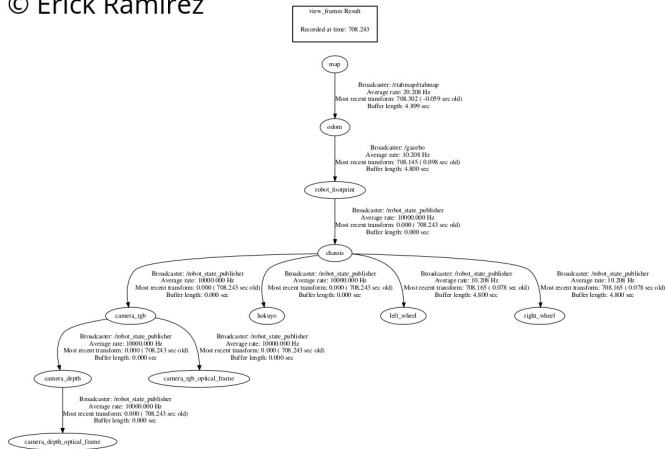 © Erick Ramirez
view_frames Result
Recorded at time: 708.243
map
Broadcaster: /rtabmap/rtabmap
Average rate: 20.208 Hz
Most recent transform: 708.302 ( -0.059 sec old)
Buffer length: 4.899 sec
odom
Broadcaster: /gazebo
Average rate: 10.208 Hz
Most recent transform: 708.145 ( 0.098 sec old)
Buffer length: 4.800 sec
robot_footprint
Broadcaster: /robot_state_publisher
Average rate: 10000.000 Hz
Most recent transform: 0.000 ( 708.243 sec old)
Buffer length: 0.000 sec
chassis
Broadcaster: /robot_state_publisher
Average rate: 10000.000 Hz
Most recent transform: 0.000 ( 708.243 sec old)
Buffer length: 0.000 sec
Broadcaster: /robot_state_publisher
Average rate: 10000.000 Hz
Most recent transform: 0.000 ( 708.243 sec old)
Buffer length: 0.000 sec
Broadcaster: /robot_state_publisher
Average rate: 10.208 Hz
Most recent transform: 708.165 ( 0.078 sec old)
Buffer length: 4.800 sec
Broadcaster: /robot_state_publisher
Average rate: 10.208 Hz
Most recent transform: 708.165 ( 0.078 sec old)
Buffer length: 4.800 sec
camera_rgb
hokuyo
left_wheel
right_wheel
Broadcaster: /robot_state_publisher
Average rate: 10000.000 Hz
Most recent transform: 0.000 ( 708.243 sec old)
Buffer length: 0.000 sec
Broadcaster: /robot_state_publisher
Average rate: 10000.000 Hz
Most recent transform: 0.000 ( 708.243 sec old)
Buffer length: 0.000 sec
camera_depth
camera_rgb_optical_frame
Broadcaster: /robot_state_publisher
Average rate: 10000.000 Hz
Most recent transform: 0.000 ( 708.243 sec old)
Buffer length: 0.000 sec
camera_depth_optical_frame